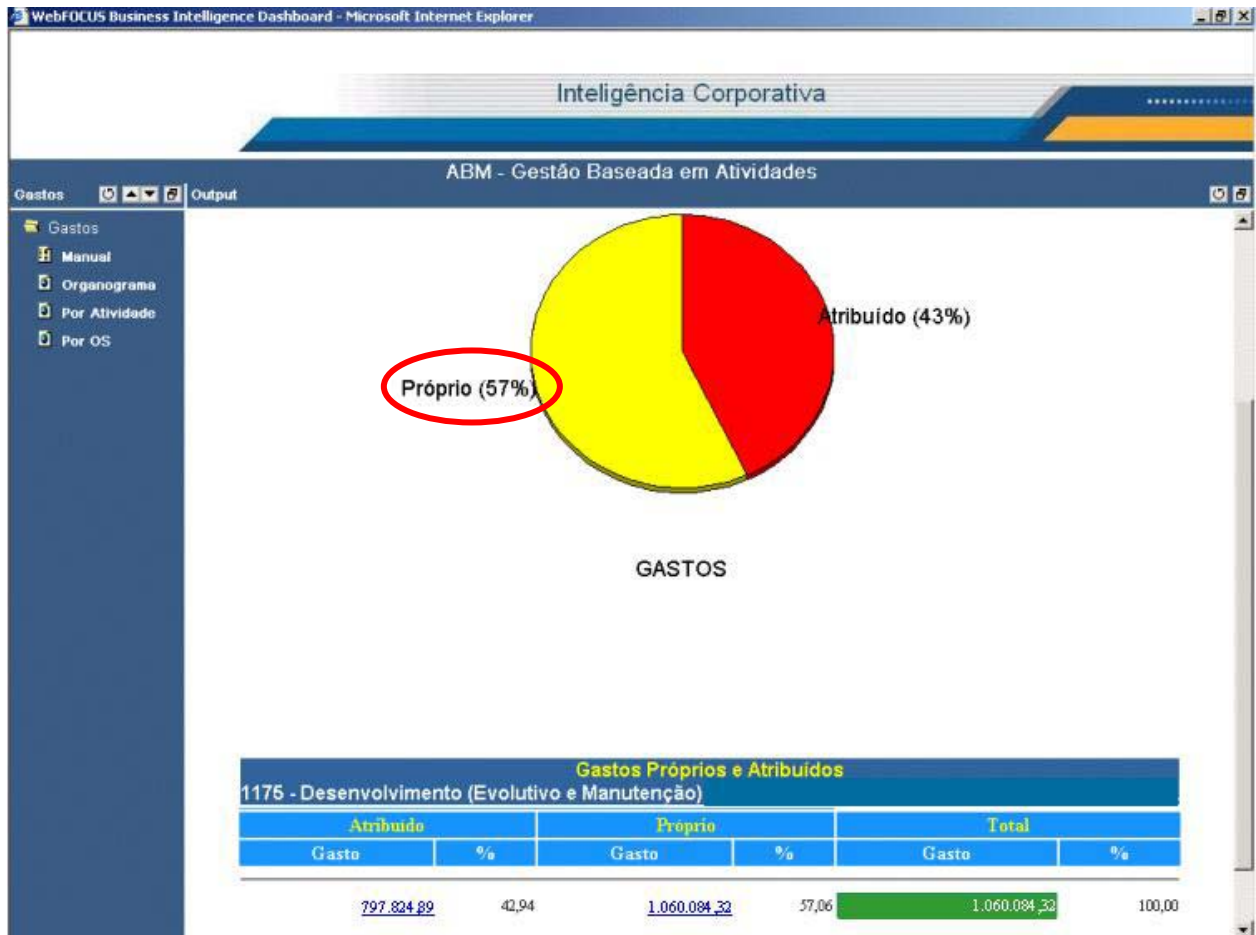 WebFOCUS Business Intelligence Dashboard - Microsoft Internet Explorer
Inteligência Corporativa
ABM - Gestão Baseada em Atividades
Gastos Output
Gastos
Manual
Organograma
Por Atividade
Por OS
Atribuído (43%)
Próprio (57%)
GASTOS
Gastos Próprios e Atribuídos
1175 - Desenvolvimento (Evolutivo e Manutenção)
Atribuído Próprio Total
Gasto % Gasto % Gasto %
797.824,89 42,94 1.060.084,32 57,06 1.060.084,32 100,00